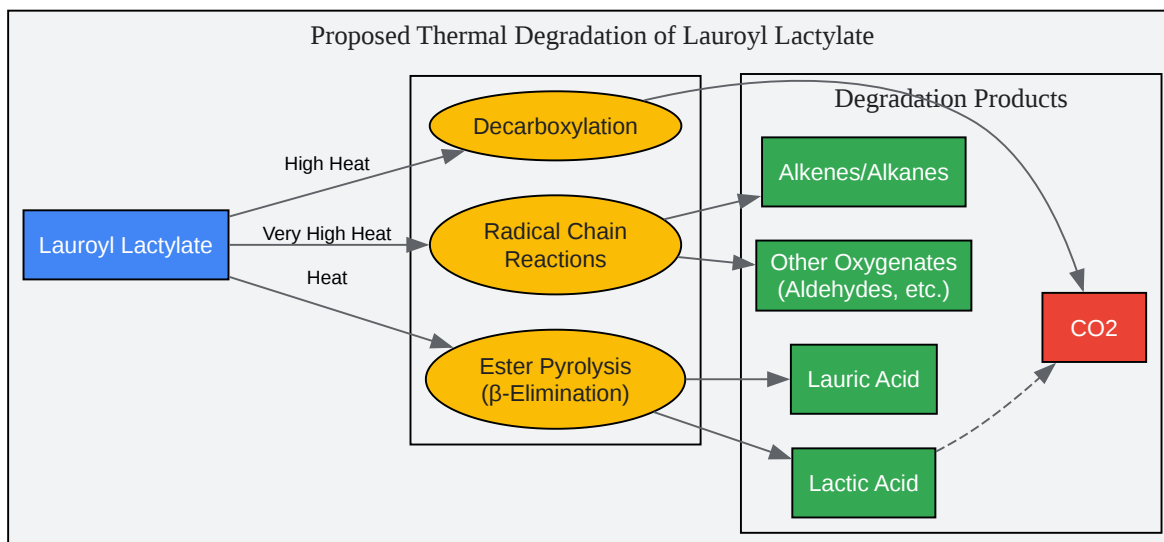 Proposed Thermal Degradation of Lauroyl Lactylate
Degradation Products
Decarboxylation
High Heat
Alkenes/Alkanes
Lauroyl Lactylate
Very High Heat
Radical Chain
Reactions
Other Oxygenates
(Aldehydes, etc.)
Heat
CO2
Ester Pyrolysis
(β-Elimination)
Lauric Acid
Lactic Acid